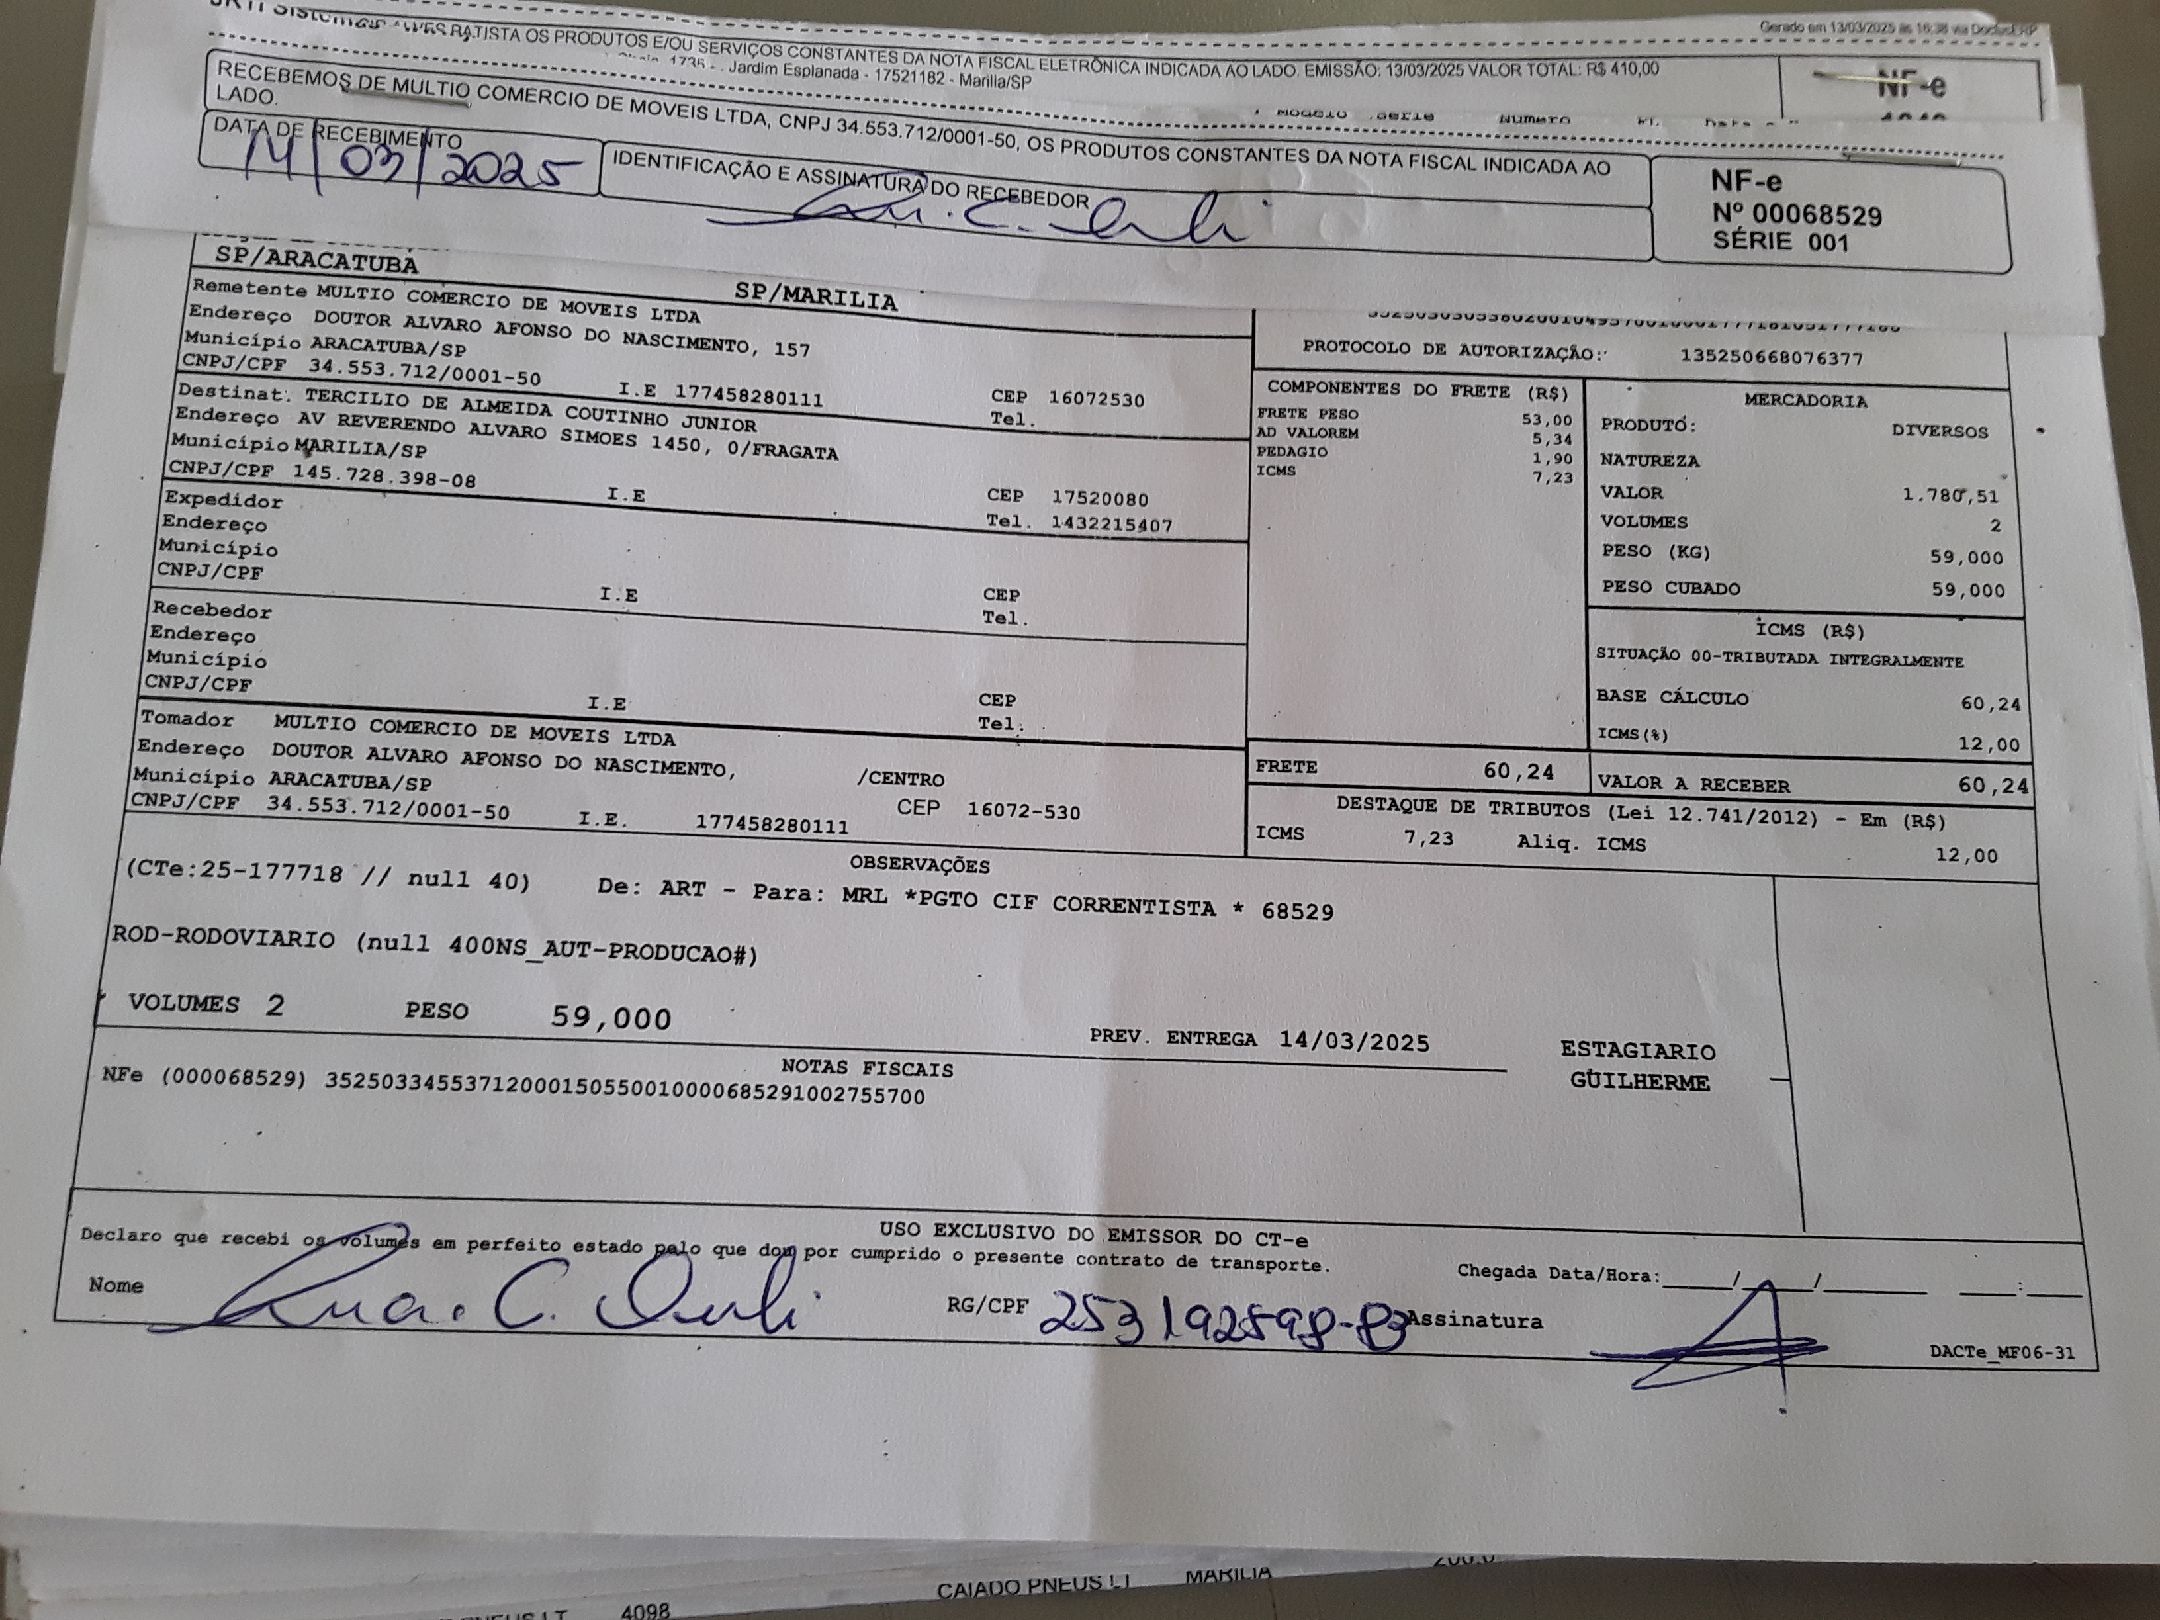 Gerado em 13/03/2025 às 16:36 via
BATISTA OS PRODUTOS E/OU SERVIÇOS CONSTANTES DA NOTA FISCAL ELETRÔNICA INDICADA AO LADO. EMISSÃO: 13/03/2025 VALOR TOTAL: R$ 410,00
1736 - Jardim Esplanada - 17521182 - Marilia/SP
NF-e
RECEBEMOS DE MULTIO COMERCIO DE MOVEIS LTDA, CNPJ 34.553.712/0001-50, OS PRODUTOS CONSTANTES DA NOTA FISCAL INDICADA AO
LADO.
DATA DE RECEBIMENTO
14/03/2025
IDENTIFICAÇÃO E ASSINATURA DO RECEBEDOR
NF-e
Nº 00068529
SÉRIE 001
SP/ARACATUBA
SP/MARILIA
Remetente MULTIO COMERCIO DE MOVEIS LTDA
Endereço DOUTOR ALVARO AFONSO DO NASCIMENTO, 157
Município ARACATUBA/SP
CNPJ/CPF 34.553.712/0001-50 I.E 177458280111 CEP 16072530
Tel.
Destinat. TERCILIO DE ALMEIDA COUTINHO JUNIOR
Endereço AV REVERENDO ALVARO SIMOES 1450, 0/FRAGATA
Município MARILIA/SP
CNPJ/CPF 145.728.398-08 I.E CEP 17520080
Tel. 1432215407
Expedidor
Endereço
Município
CNPJ/CPF I.E CEP
Tel.
Recebedor
Endereço
Município
CNPJ/CPF I.E CEP
Tel.
Tomador MULTIO COMERCIO DE MOVEIS LTDA
Endereço DOUTOR ALVARO AFONSO DO NASCIMENTO, /CENTRO
Município ARACATUBA/SP CEP 16072-530
CNPJ/CPF 34.553.712/0001-50 I.E. 177458280111
PROTOCOLO DE AUTORIZAÇÃO: 135250668076377
COMPONENTES DO FRETE (R$)
FRETE PESO 53,00
AD VALOREM 5,34
PEDAGIO 1,90
ICMS 7,23
MERCADORIA
PRODUTO: DIVERSOS
NATUREZA
VALOR 1.780,51
VOLUMES 2
PESO (KG) 59,000
PESO CUBADO 59,000
ICMS (R$)
SITUAÇÃO 00-TRIBUTADA INTEGRALMENTE
BASE CÁLCULO 60,24
ICMS(%) 12,00
FRETE 60,24
VALOR A RECEBER 60,24
DESTAQUE DE TRIBUTOS (Lei 12.741/2012) - Em (R$)
ICMS 7,23 Aliq. ICMS 12,00
OBSERVAÇÕES
(CTe:25-177718 // null 40) De: ART - Para: MRL *PGTO CIF CORRENTISTA * 68529
ROD-RODOVIARIO (null 400NS_AUT-PRODUCAO#)
VOLUMES 2 PESO 59,000
PREV. ENTREGA 14/03/2025
ESTAGIARIO
GUILHERME
NOTAS FISCAIS
NFe (000068529) 35250334553712000150550010000685291002755700
USO EXCLUSIVO DO EMISSOR DO CT-e
Declaro que recebi os volumes em perfeito estado pelo que dou por cumprido o presente contrato de transporte.
Chegada Data/Hora:____/____/____ ___:___
Nome
RG/CPF 253192598-83
Assinatura
DACTe_MF06-31
CAIADO PNEUS MARILIA
4098